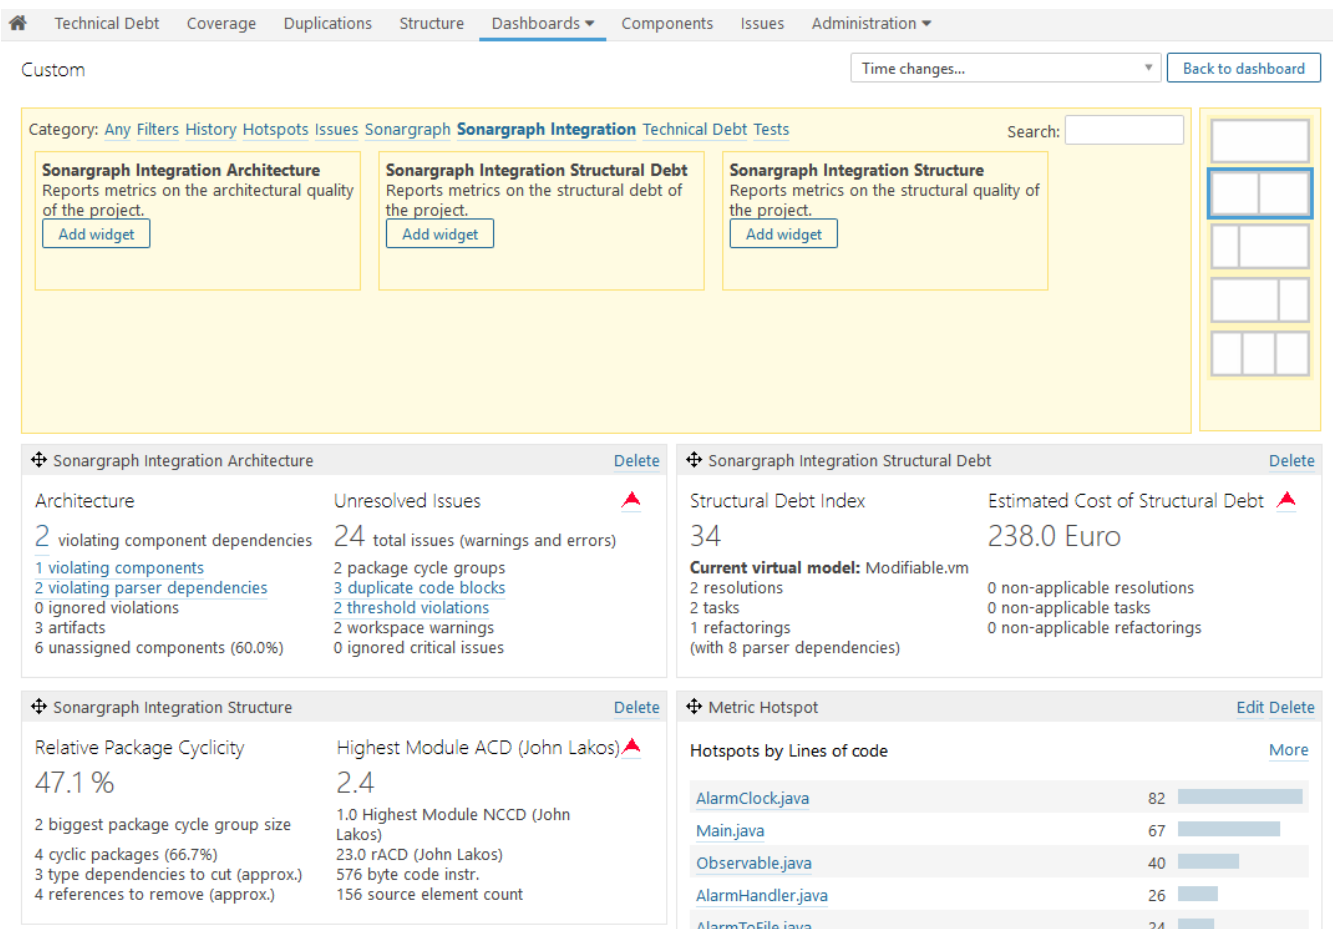 Technical Debt Coverage Duplications Structure Dashboards Components Issues Administration
Custom
Time changes...
Back to dashboard
Category: Any Filters History Hotspots Issues Sonargraph Sonargraph Integration Technical Debt Tests
Search:
Sonargraph Integration Architecture
Reports metrics on the architectural quality
of the project.
Add widget
Sonargraph Integration Structural Debt
Reports metrics on the structural debt of
the project.
Add widget
Sonargraph Integration Structure
Reports metrics on the structural quality of
the project.
Add widget
Sonargraph Integration Architecture Delete
Architecture
2 violating component dependencies
1 violating components
2 violating parser dependencies
0 ignored violations
3 artifacts
6 unassigned components (60.0%)
Unresolved Issues
24 total issues (warnings and errors)
2 package cycle groups
3 duplicate code blocks
2 threshold violations
2 workspace warnings
0 ignored critical issues
Sonargraph Integration Structural Debt Delete
Structural Debt Index
34
Current virtual model: Modifiable.vm
2 resolutions
2 tasks
1 refactorings
(with 8 parser dependencies)
Estimated Cost of Structural Debt
238.0 Euro
0 non-applicable resolutions
0 non-applicable tasks
0 non-applicable refactorings
Sonargraph Integration Structure Delete
Relative Package Cyclicity
47.1 %
2 biggest package cycle group size
4 cyclic packages (66.7%)
3 type dependencies to cut (approx.)
4 references to remove (approx.)
Highest Module ACD (John Lakos)
2.4
1.0 Highest Module NCCD (John
Lakos)
23.0 rACD (John Lakos)
576 byte code instr.
156 source element count
Metric Hotspot Edit Delete
Hotspots by Lines of code More
AlarmClock.java 82
Main.java 67
Observable.java 40
AlarmHandler.java 26
AlarmToFile.java 24